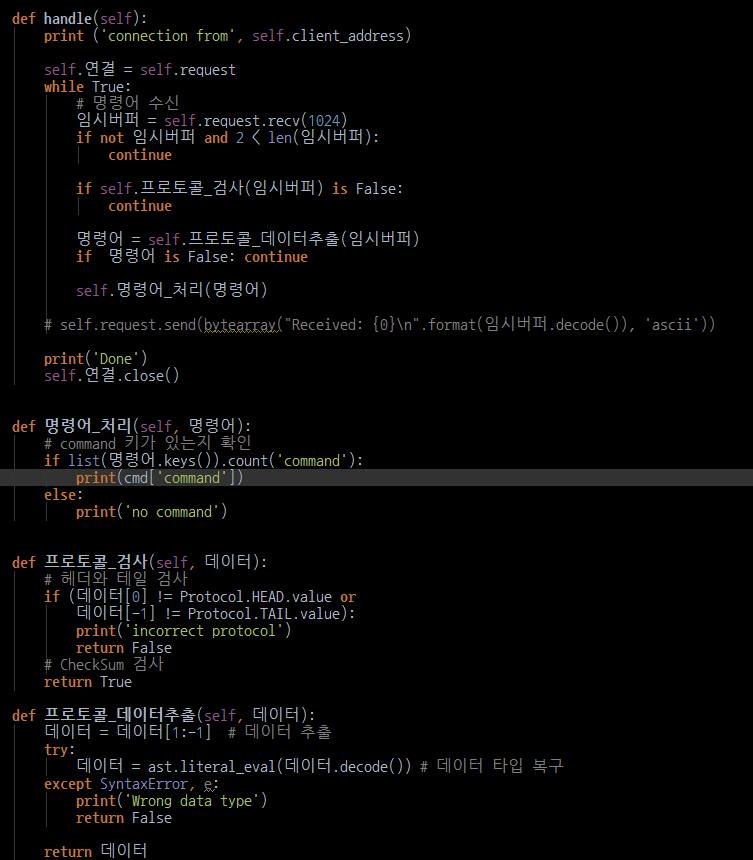 def handle(self):
    print ('connection from', self.client_address)

    self.연결 = self.request
    while True:
        # 명령어 수신
        임시버퍼 = self.request.recv(1024)
        if not 임시버퍼 and 2 < len(임시버퍼):
            continue

        if self.프로토콜_검사(임시버퍼) is False:
            continue

        명령어 = self.프로토콜_데이터추출(임시버퍼)
        if  명령어 is False: continue

        self.명령어_처리(명령어)

    # self.request.send(bytearray("Received: {0}\n".format(임시버퍼.decode()), 'ascii'))

    print('Done')
    self.연결.close()


def 명령어_처리(self, 명령어):
    # command 키가 있는지 확인
    if list(명령어.keys()).count('command'):
        print(cmd['command'])
    else:
        print('no command')


def 프로토콜_검사(self, 데이터):
    # 헤더와 테일 검사
    if (데이터[0] != Protocol.HEAD.value or
        데이터[-1] != Protocol.TAIL.value):
        print('incorrect protocol')
        return False
    # CheckSum 검사
    return True

def 프로토콜_데이터추출(self, 데이터):
    데이터 = 데이터[1:-1]  # 데이터 추출
    try:
        데이터 = ast.literal_eval(데이터.decode()) # 데이터 타입 복구
    except SyntaxError, e:
        print('Wrong data type')
        return False

    return 데이터